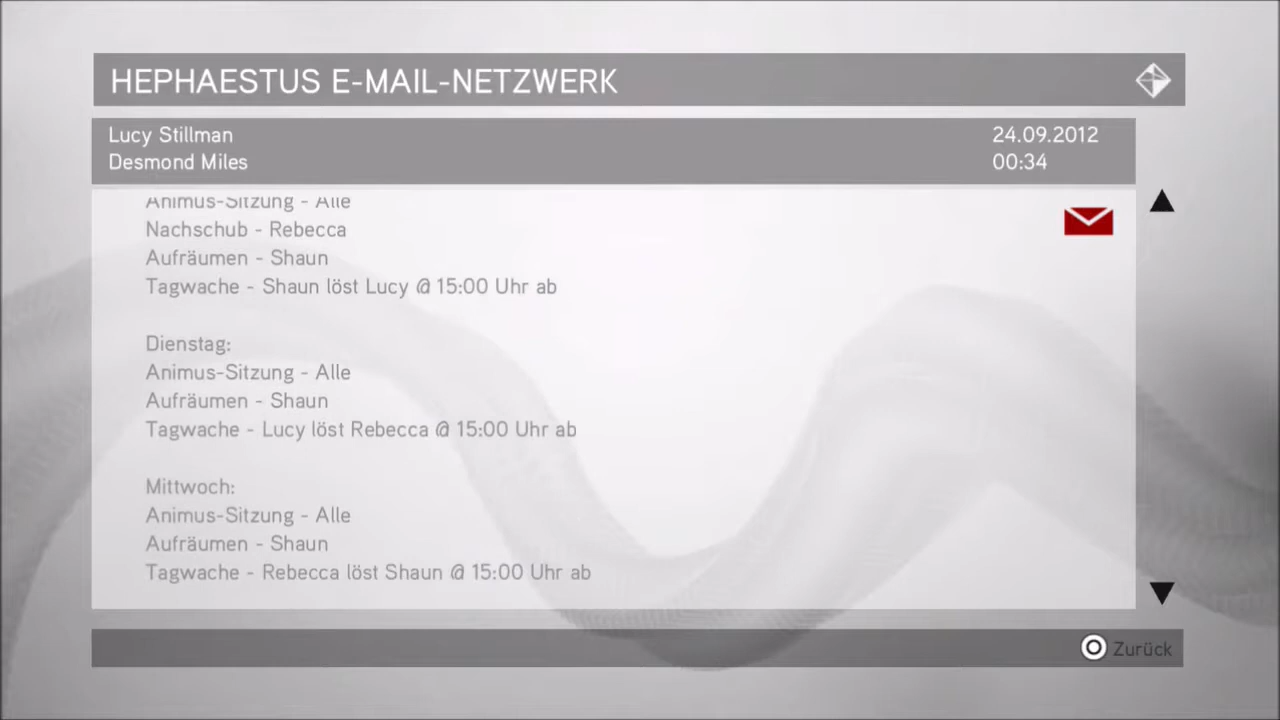 HEPHAESTUS E-MAIL-NETZWERK
Lucy Stillman
24.09.2012
Desmond Miles
00:34
Animus-Sitzung - Alle
Nachschub - Rebecca
Aufräumen - Shaun
Tagwache - Shaun löst Lucy @ 15:00 Uhr ab
Dienstag:
Animus-Sitzung - Alle
Aufräumen - Shaun
Tagwache - Lucy löst Rebecca @ 15:00 Uhr ab
Mittwoch:
Animus-Sitzung - Alle
Aufräumen - Shaun
Tagwache - Rebecca löst Shaun @ 15:00 Uhr ab
Zurück